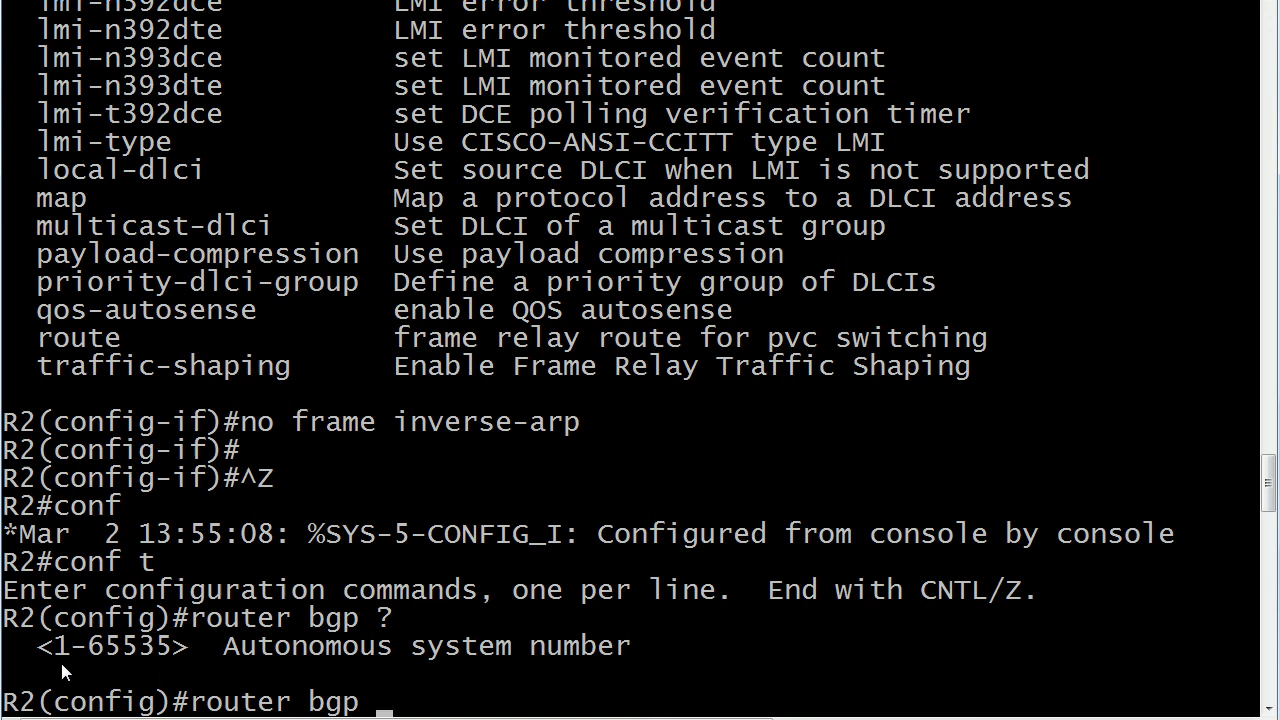 lmi-n392dce LMI error threshold
lmi-n392dte LMI error threshold
lmi-n393dce set LMI monitored event count
lmi-n393dte set LMI monitored event count
lmi-t392dce set DCE polling verification timer
lmi-type Use CISCO-ANSI-CCITT type LMI
local-dlci Set source DLCI when LMI is not supported
map Map a protocol address to a DLCI address
multicast-dlci Set DLCI of a multicast group
payload-compression Use payload compression
priority-dlci-group Define a priority group of DLCIs
qos-autosense enable QOS autosense
route frame relay route for pvc switching
traffic-shaping Enable Frame Relay Traffic Shaping
R2(config-if)#no frame inverse-arp
R2(config-if)#
R2(config-if)#^Z
R2#conf
*Mar 2 13:55:08: %SYS-5-CONFIG_I: Configured from console by console
R2#conf t
Enter configuration commands, one per line. End with CNTL/Z.
R2(config)#router bgp ?
<1-65535> Autonomous system number
R2(config)#router bgp